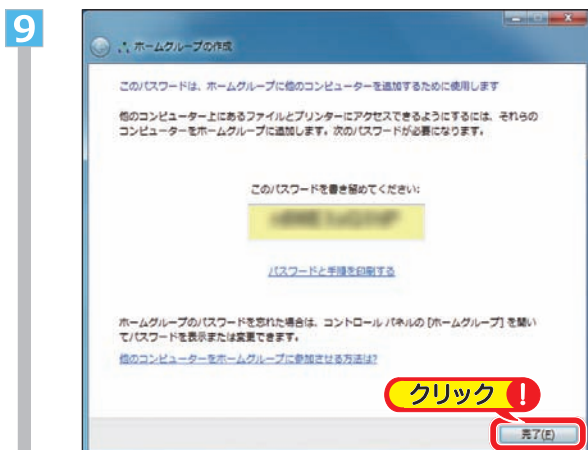 9
ホームグループの作成
このパスワードは、ホームグループに他のコンピューターを追加するために使用します
他のコンピューター上にあるファイルとプリンターにアクセスできるようにするには、それらの
コンピューターをホームグループに追加します。次のパスワードが必要になります。
このパスワードを書き留めてください:
パスワードと手順を印刷する
ホームグループのパスワードを忘れた場合は、コントロール パネルの [ホームグループ] を開い
てパスワードを表示または変更できます。
他のコンピューターをホームグループに参加させる方法は?
クリック !
完了(E)